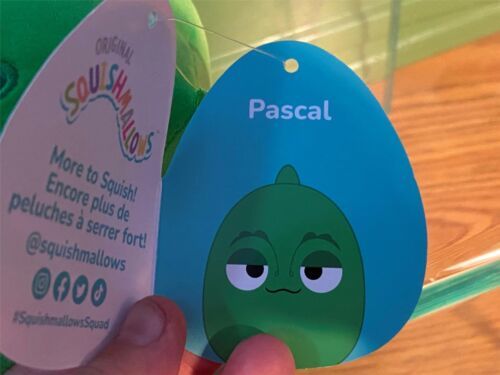 ORIGINAL
SQUISHMALLOWS
More to Squish!
Encore plus de
peluches à serrer fort!
@squishmallows
#SquishmallowsSquad
Pascal